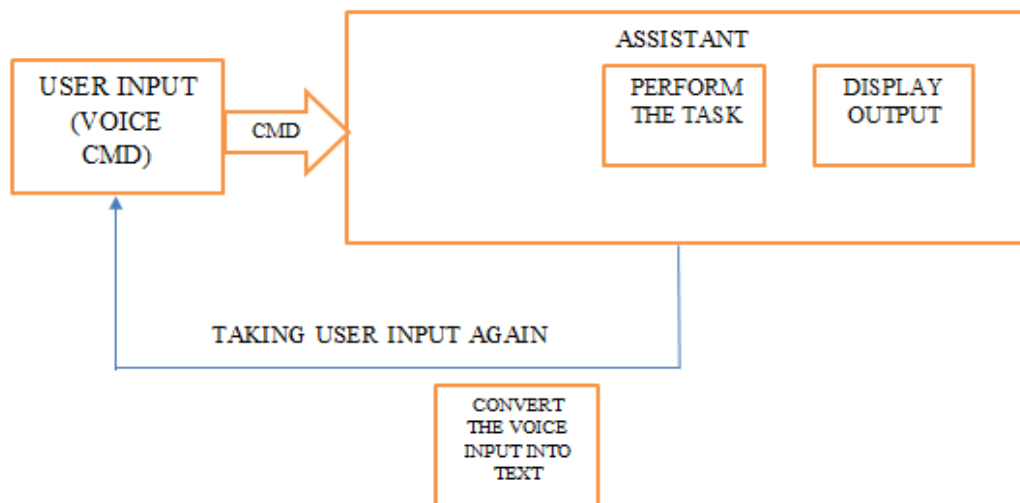 ASSISTANT
USER INPUT
(VOICE
CMD)
CMD
PERFORM
THE TASK
DISPLAY
OUTPUT
TAKING USER INPUT AGAIN
CONVERT
THE VOICE
INPUT INTO
TEXT